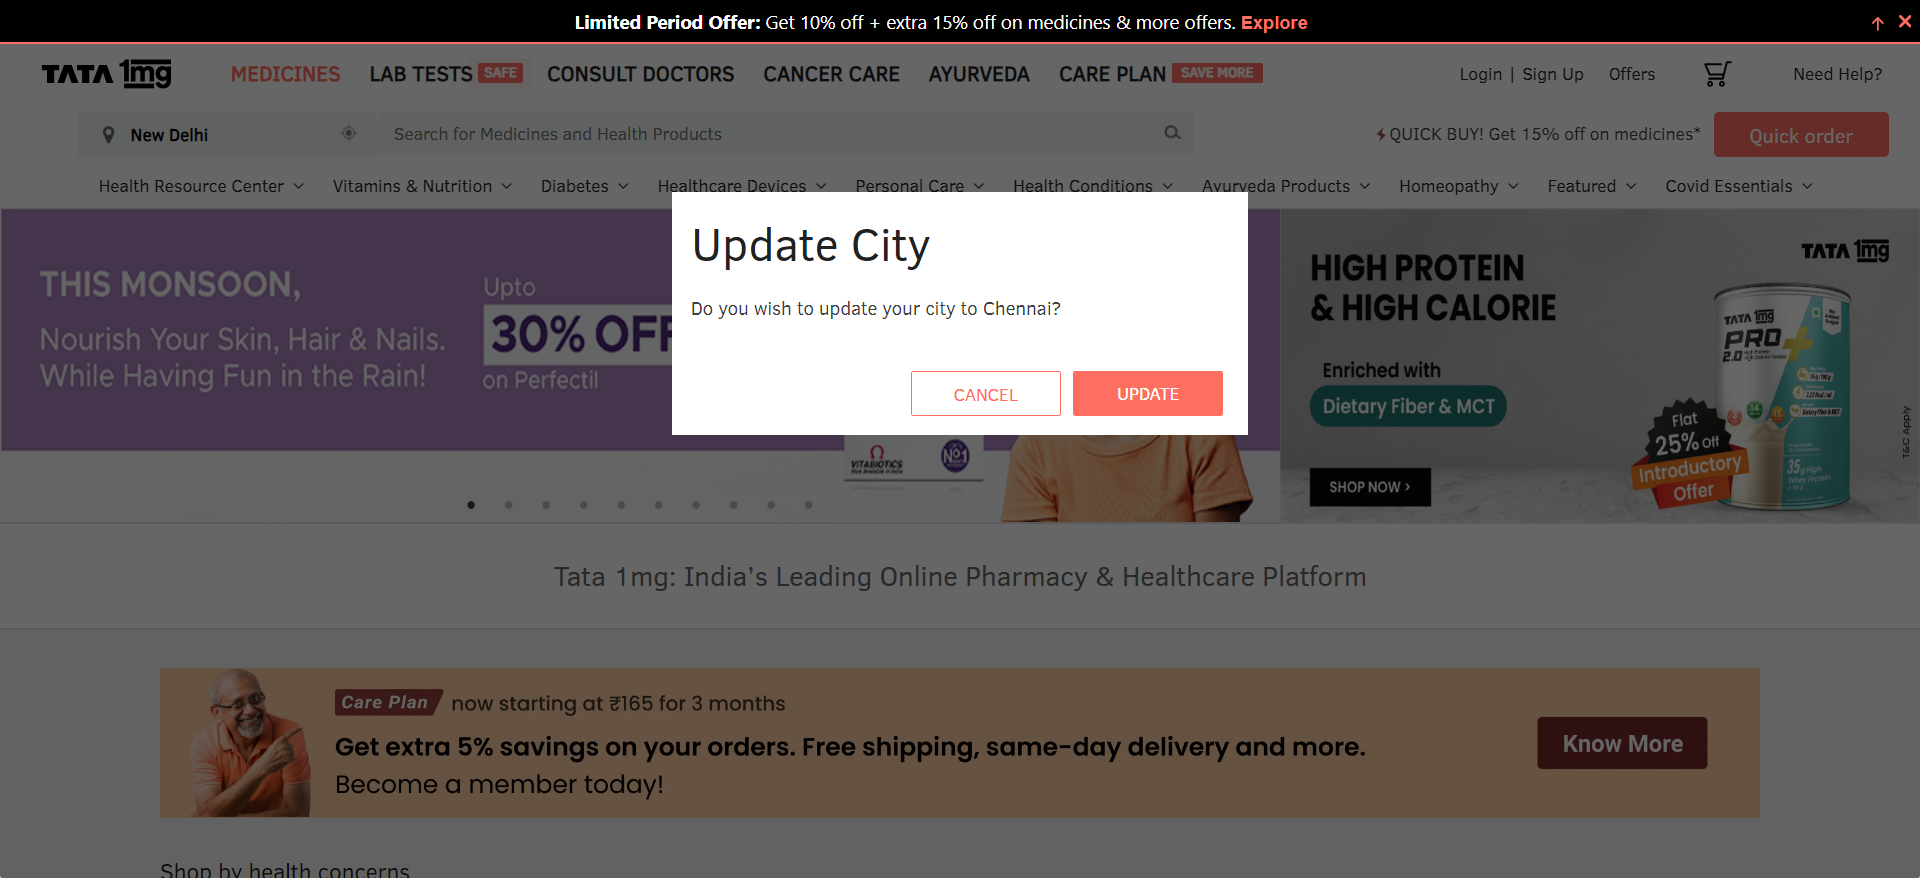 Limited Period Offer: Get 10% off + extra 15% off on medicines & more offers. Explore
TATA 1mg
MEDICINES
LAB TESTS SAFE
CONSULT DOCTORS
CANCER CARE
AYURVEDA
CARE PLAN SAVE MORE
Login | Sign Up
Offers
Need Help?
New Delhi
Search for Medicines and Health Products
QUICK BUY! Get 15% off on medicines*
Quick order
Health Resource Center
Vitamins & Nutrition
Diabetes
Healthcare Devices
Personal Care
Health Conditions
Ayurveda Products
Homeopathy
Featured
Covid Essentials
THIS MONSOON,
Nourish Your Skin, Hair & Nails.
While Having Fun in the Rain!
Upto
30% OFF
on Perfectil
VITABIOTICS
No1
Update City
Do you wish to update your city to Chennai?
CANCEL
UPDATE
TATA 1mg
HIGH PROTEIN
& HIGH CALORIE
Enriched with
Dietary Fiber & MCT
SHOP NOW ›
TATA 1mg
PRO+
2.0
Flat
25% Off
Introductory
Offer
35g High
Whey Protein
T&C Apply
Tata 1mg: India’s Leading Online Pharmacy & Healthcare Platform
Care Plan now starting at ₹165 for 3 months
Get extra 5% savings on your orders. Free shipping, same-day delivery and more.
Become a member today!
Know More
Shop by health concerns